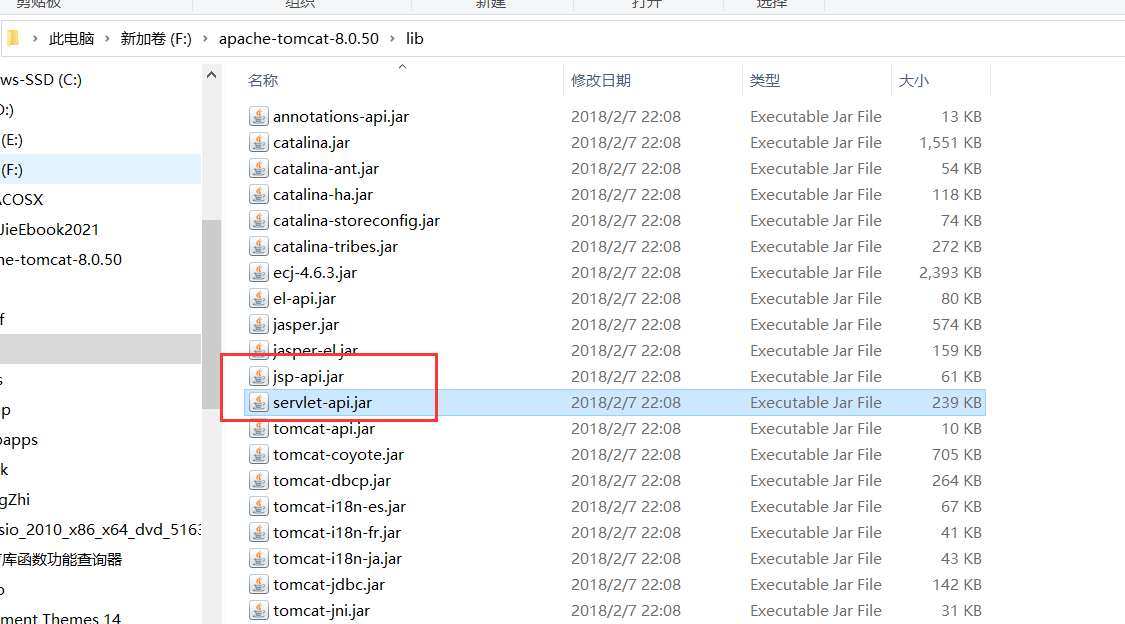 剪贴板 组织 新建 打开 选择
此电脑 › 新加卷 (F:) › apache-tomcat-8.0.50 › lib
名称 修改日期 类型 大小
ws-SSD (C:)
D:)
(E:)
(F:)
ACOSX
JieEbook2021
he-tomcat-8.0.50
f
s
p
oapps
k
gZhi
sio_2010_x86_x64_dvd_5163
库函数功能查询器
o
ment Themes 14
annotations-api.jar 2018/2/7 22:08 Executable Jar File 13 KB
catalina.jar 2018/2/7 22:08 Executable Jar File 1,551 KB
catalina-ant.jar 2018/2/7 22:08 Executable Jar File 54 KB
catalina-ha.jar 2018/2/7 22:08 Executable Jar File 118 KB
catalina-storeconfig.jar 2018/2/7 22:08 Executable Jar File 74 KB
catalina-tribes.jar 2018/2/7 22:08 Executable Jar File 272 KB
ecj-4.6.3.jar 2018/2/7 22:08 Executable Jar File 2,393 KB
el-api.jar 2018/2/7 22:08 Executable Jar File 80 KB
jasper.jar 2018/2/7 22:08 Executable Jar File 574 KB
jasper-el.jar 2018/2/7 22:08 Executable Jar File 159 KB
jsp-api.jar 2018/2/7 22:08 Executable Jar File 61 KB
servlet-api.jar 2018/2/7 22:08 Executable Jar File 239 KB
tomcat-api.jar 2018/2/7 22:08 Executable Jar File 10 KB
tomcat-coyote.jar 2018/2/7 22:08 Executable Jar File 705 KB
tomcat-dbcp.jar 2018/2/7 22:08 Executable Jar File 264 KB
tomcat-i18n-es.jar 2018/2/7 22:08 Executable Jar File 67 KB
tomcat-i18n-fr.jar 2018/2/7 22:08 Executable Jar File 41 KB
tomcat-i18n-ja.jar 2018/2/7 22:08 Executable Jar File 43 KB
tomcat-jdbc.jar 2018/2/7 22:08 Executable Jar File 142 KB
tomcat-jni.jar 2018/2/7 22:08 Executable Jar File 31 KB